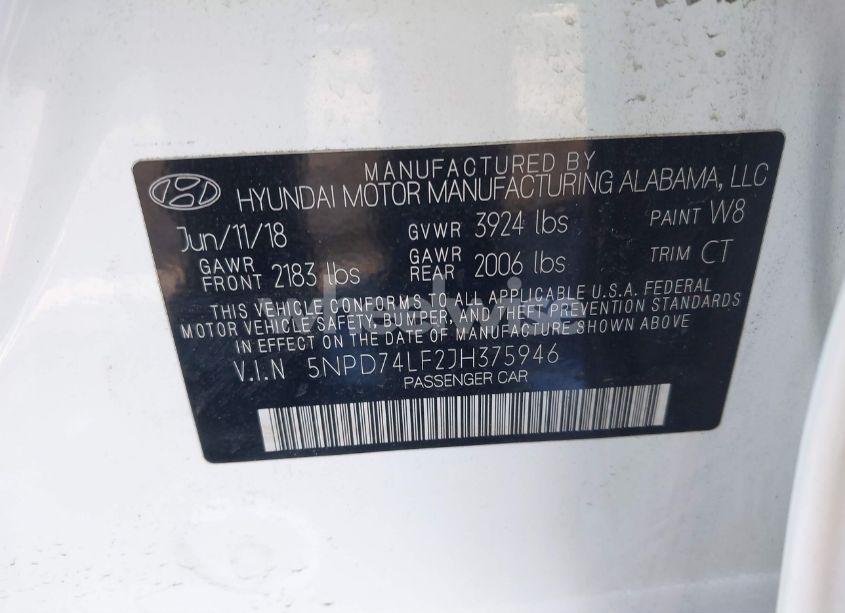 MANUFACTURED BY
HYUNDAI MOTOR MANUFACTURING ALABAMA, LLC
Jun/11/18 GVWR 3924 lbs PAINT W8
GAWR FRONT 2183 lbs GAWR REAR 2006 lbs TRIM CT
THIS VEHICLE CONFORMS TO ALL APPLICABLE U.S.A. FEDERAL
MOTOR VEHICLE SAFETY, BUMPER, AND THEFT PREVENTION STANDARDS
IN EFFECT ON THE DATE OF MANUFACTURE SHOWN ABOVE
V.I.N 5NPD74LF2JH375946
PASSENGER CAR